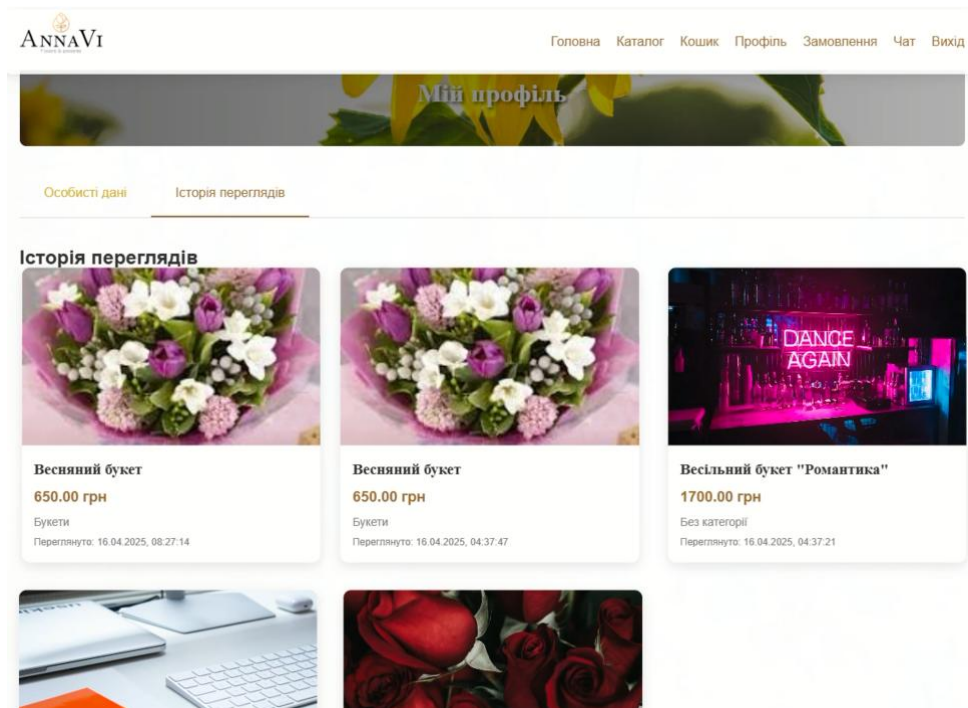 ANNAVI
Головна Каталог Кошик Профіль Замовлення Чат Вихід
Мій профіль
Особисті дані Історія переглядів
Історія переглядів
DANCE
AGAIN
Весняний букет Весняний букет Весільний букет "Романтика"
650.00 грн 650.00 грн 1700.00 грн
Букети Букети Без категорії
Переглянуто: 16.04.2025, 08:27:14 Переглянуто: 16.04.2025, 04:37:47 Переглянуто: 16.04.2025, 04:37:21